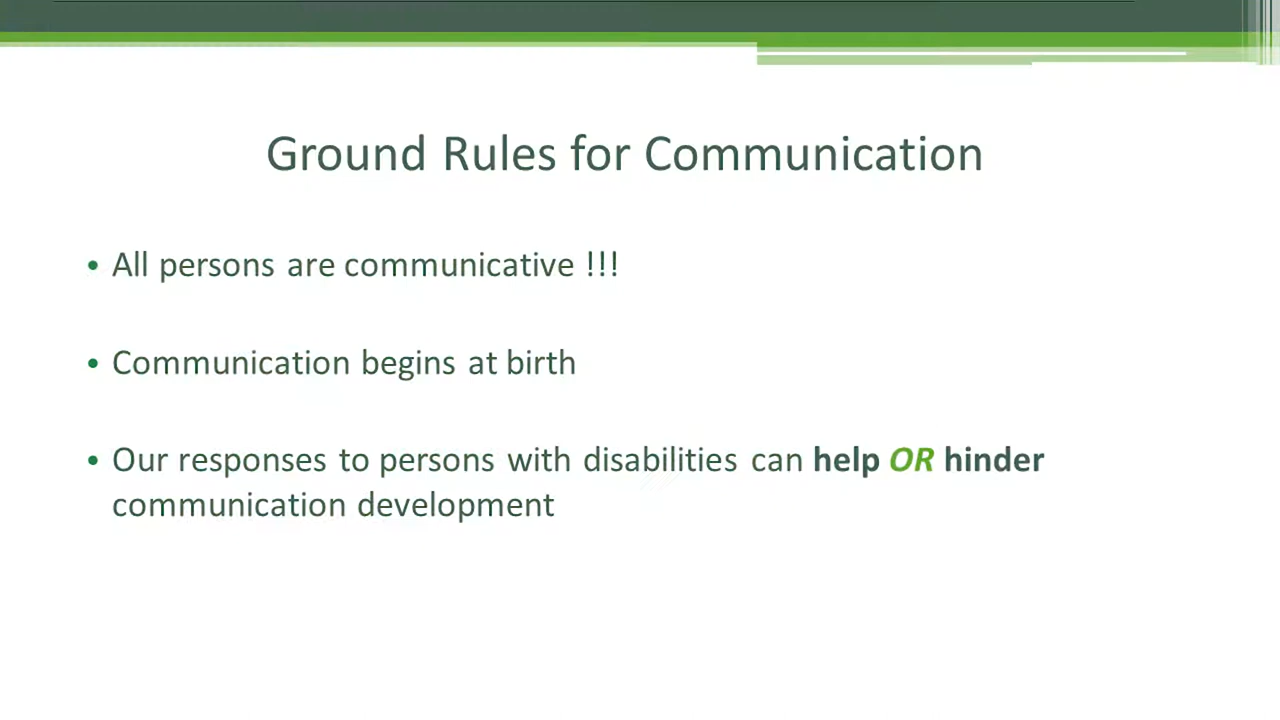 Ground Rules for Communication
• All persons are communicative !!!
• Communication begins at birth
• Our responses to persons with disabilities can help OR hinder
communication development